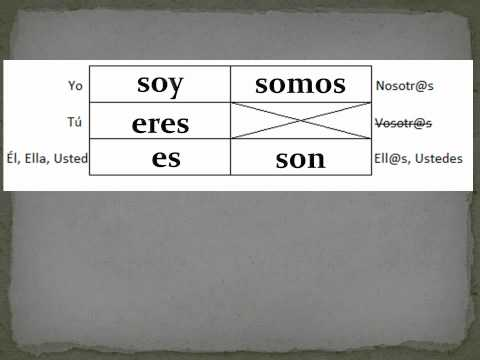 Yo soy somos Nosotr@s
Tú eres Vosotr@s
Él, Ella, Usted es son Ell@s, Ustedes